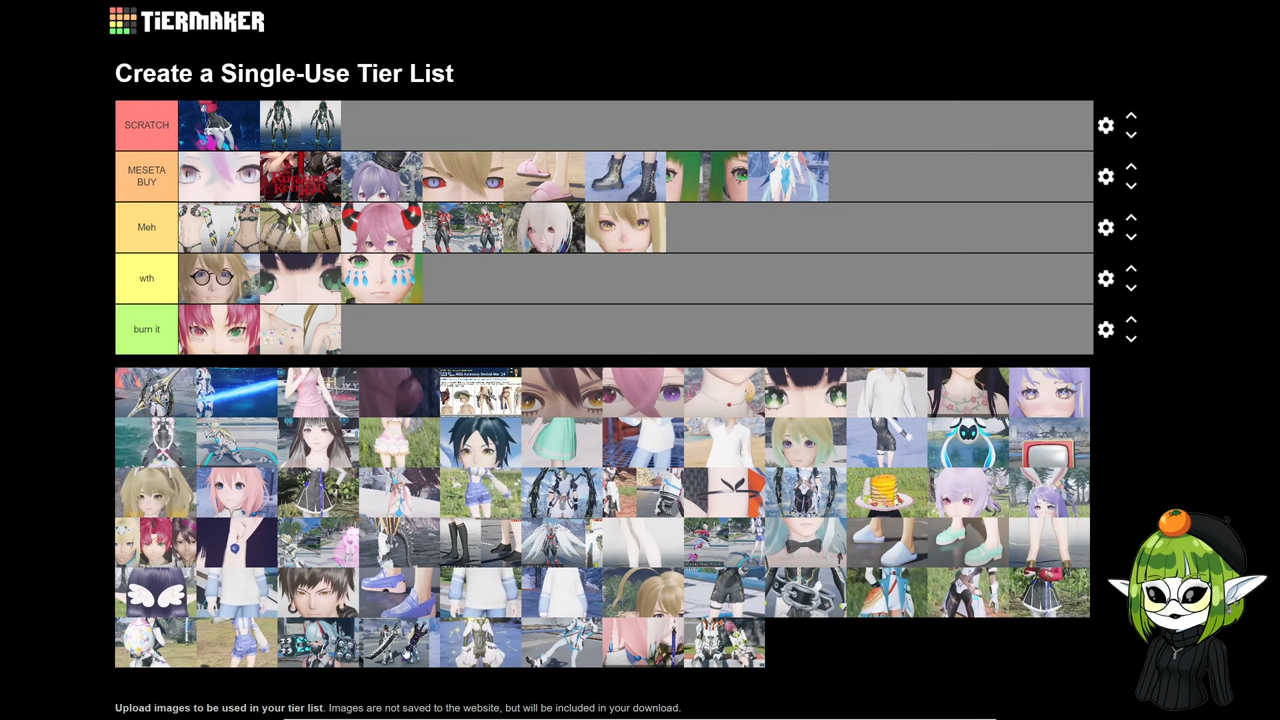 TiERMAKER
Create a Single-Use Tier List
SCRATCH
MESETA
BUY
Meh
wth
burn it
Upload images to be used in your tier list. Images are not saved to the website, but will be included in your download.